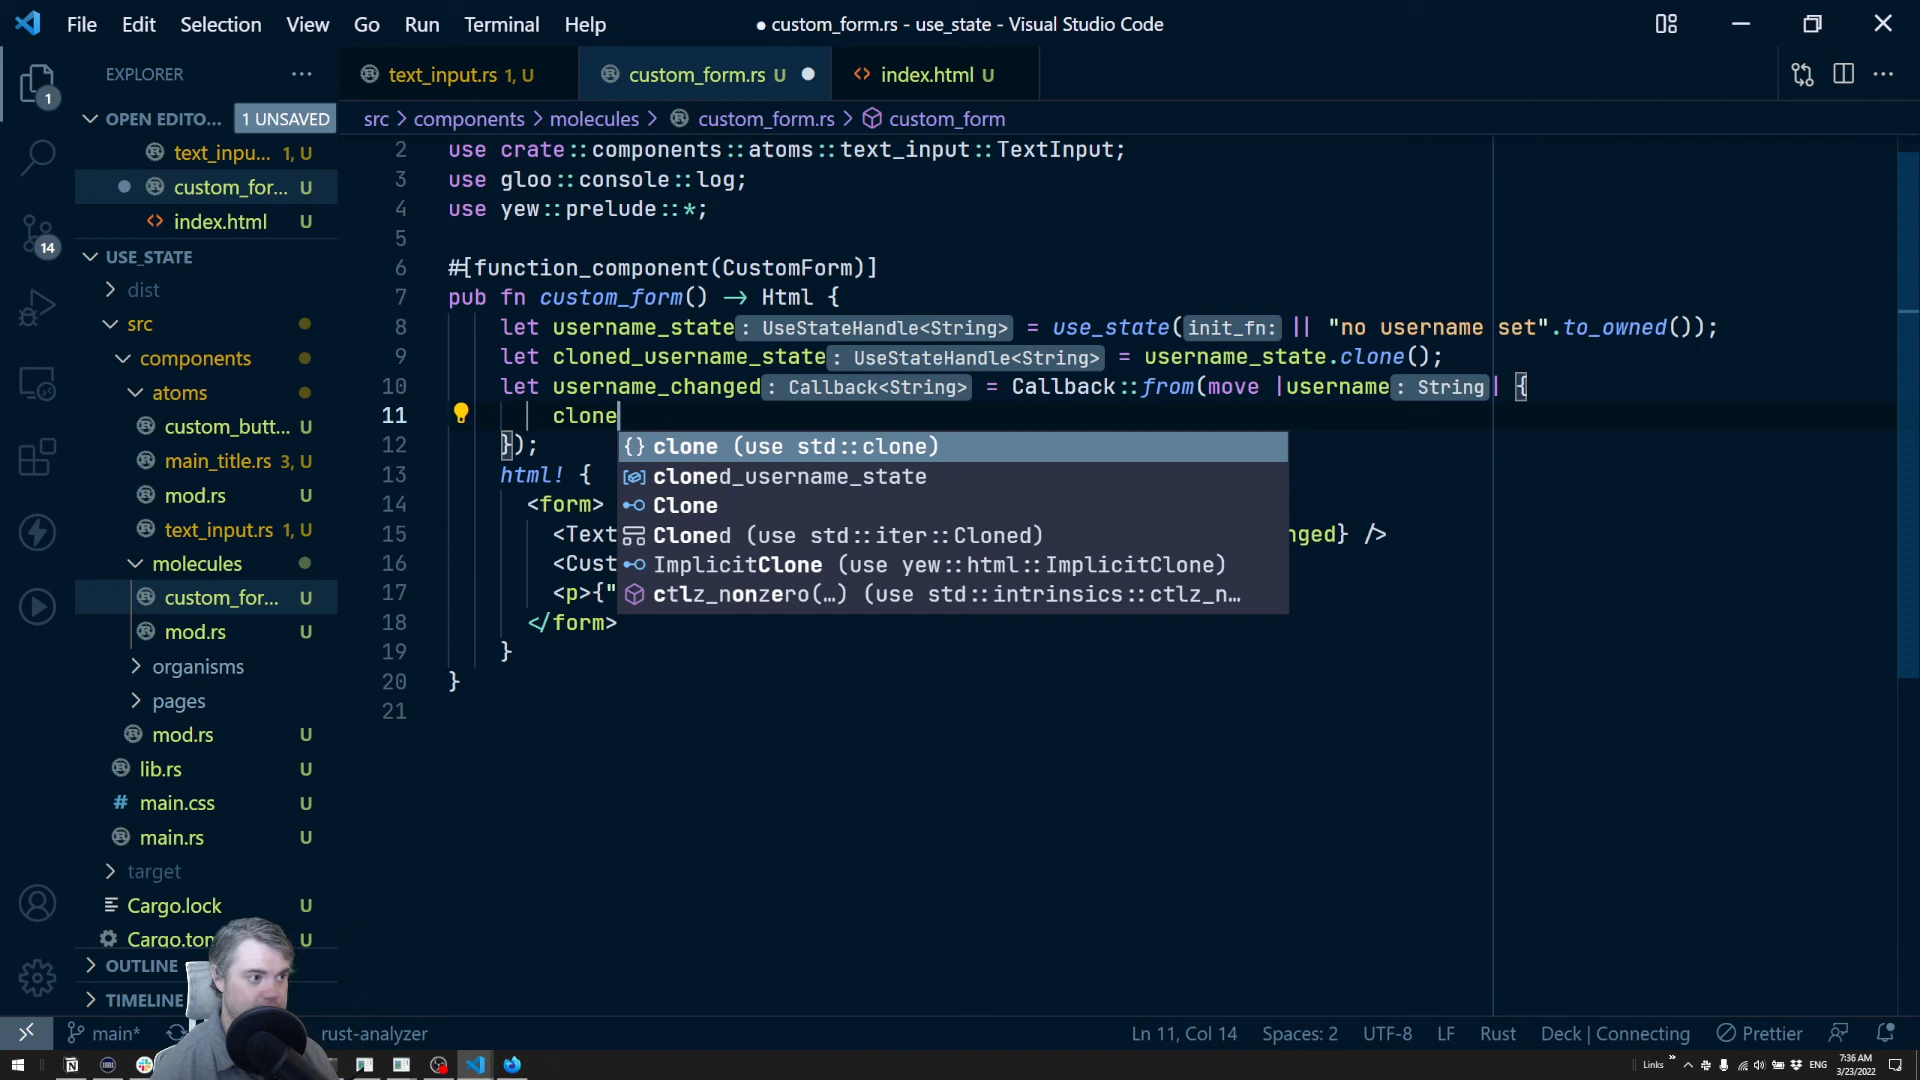 File Edit Selection View Go Run Terminal Help
● custom_form.rs - use_state - Visual Studio Code
EXPLORER
1
OPEN EDITO... 1 UNSAVED
text_inpu... 1, U
custom_for... U
index.html U
14
USE_STATE
dist
src
components
atoms
custom_butt... U
main_title.rs 3, U
mod.rs U
text_input.rs 1, U
molecules
custom_for... U
mod.rs U
organisms
pages
mod.rs U
lib.rs U
main.css U
main.rs U
target
Cargo.lock U
Cargo.tom U
OUTLINE
TIMELINE
text_input.rs 1, U
custom_form.rs U
index.html U
src > components > molecules > custom_form.rs > custom_form
2 use crate::components::atoms::text_input::TextInput;
3 use gloo::console::log;
4 use yew::prelude::*;
5
6 #[function_component(CustomForm)]
7 pub fn custom_form() -> Html {
8 let username_state: UseStateHandle<String> = use_state(init_fn: || "no username set".to_owned());
9 let cloned_username_state: UseStateHandle<String> = username_state.clone();
10 let username_changed: Callback<String> = Callback::from(move |username: String| {
11 clone
12 });
13 html! {
14 <form>
15 <Text nged} />
16 <Cust
17 <p>{"
18 </form>
19 }
20 }
21
{} clone (use std::clone)
cloned_username_state
Clone
Cloned (use std::iter::Cloned)
ImplicitClone (use yew::html::ImplicitClone)
ctlz_nonzero(…) (use std::intrinsics::ctlz_n…
main*
rust-analyzer
Ln 11, Col 14 Spaces: 2 UTF-8 LF Rust Deck | Connecting Prettier
Links ENG 7:36 AM
3/23/2022